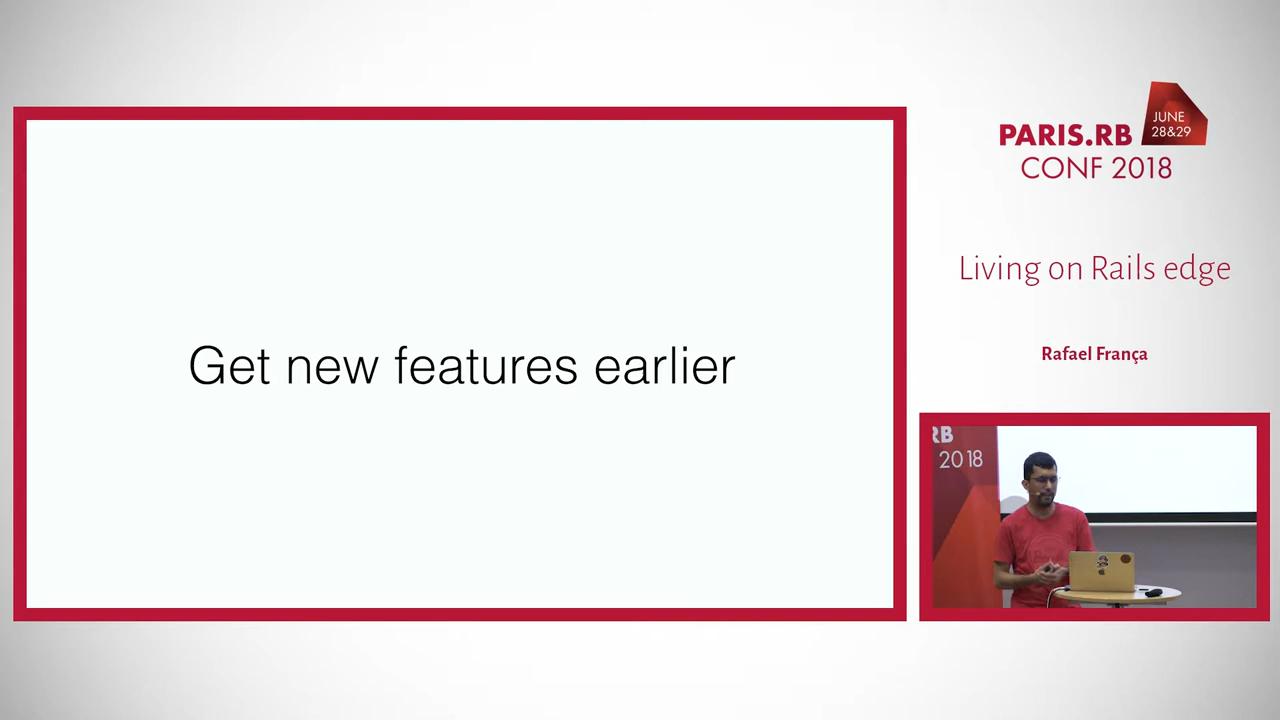 Get new features earlier
PARIS.RB
JUNE
28&29
CONF 2018
Living on Rails edge
Rafael França
RB
2018